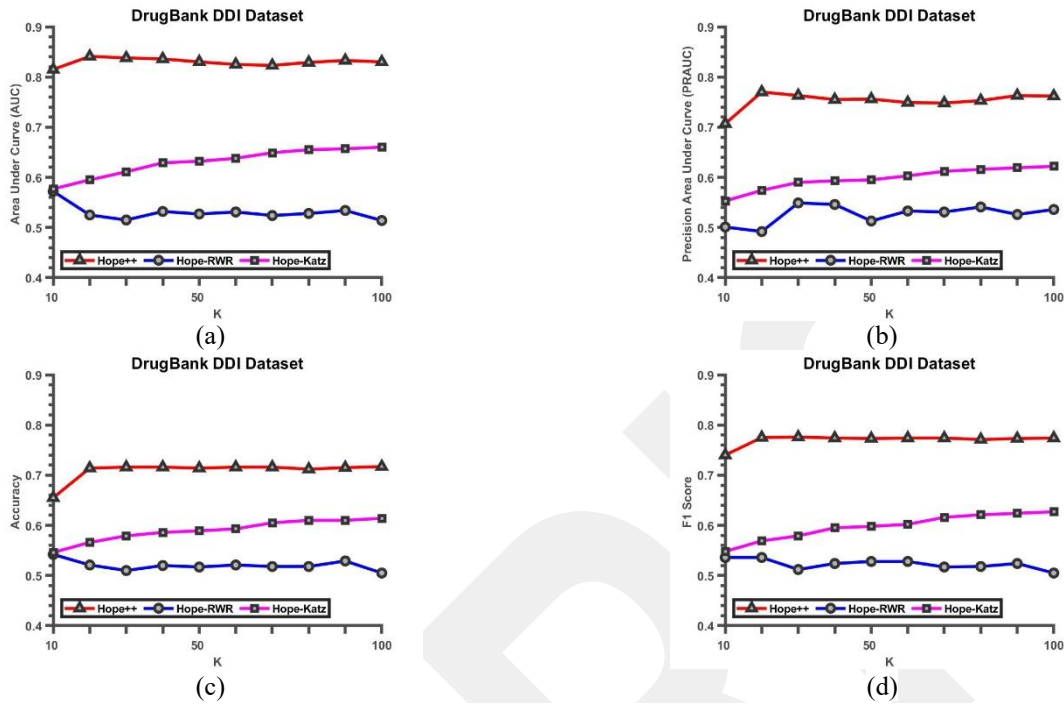 DrugBank DDI Dataset
Area Under Curve (AUC)
0.9
0.8
0.7
0.6
0.5
0.4
Hope++ Hope-RWR Hope-Katz
10 50 100
K
(a)
DrugBank DDI Dataset
Precision Area Under Curve (PRAUC)
0.9
0.8
0.7
0.6
0.5
0.4
Hope++ Hope-RWR Hope-Katz
10 50 100
K
(b)
DrugBank DDI Dataset
Accuracy
0.9
0.8
0.7
0.6
0.5
0.4
Hope++ Hope-RWR Hope-Katz
10 50 100
K
(c)
DrugBank DDI Dataset
F1 Score
0.9
0.8
0.7
0.6
0.5
0.4
Hope++ Hope-RWR Hope-Katz
10 50 100
K
(d)